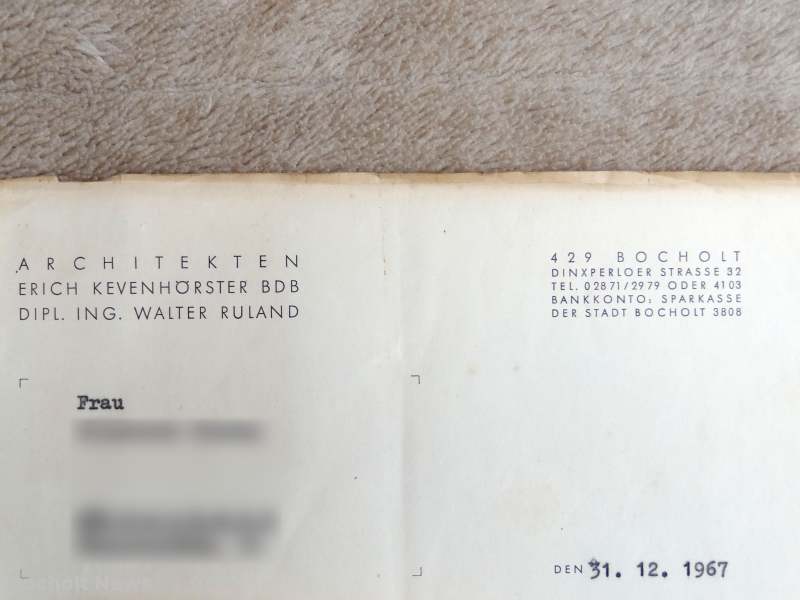 ARCHITEKTEN
ERICH KEVENHÖRSTER BDB
DIPL. ING. WALTER RULAND
429 BOCHOLT
DINXPERLOER STRASSE 32
TEL. 02871/2979 ODER 4103
BANKKONTO: SPARKASSE
DER STADT BOCHOLT 3808
Frau
DEN 31. 12. 1967